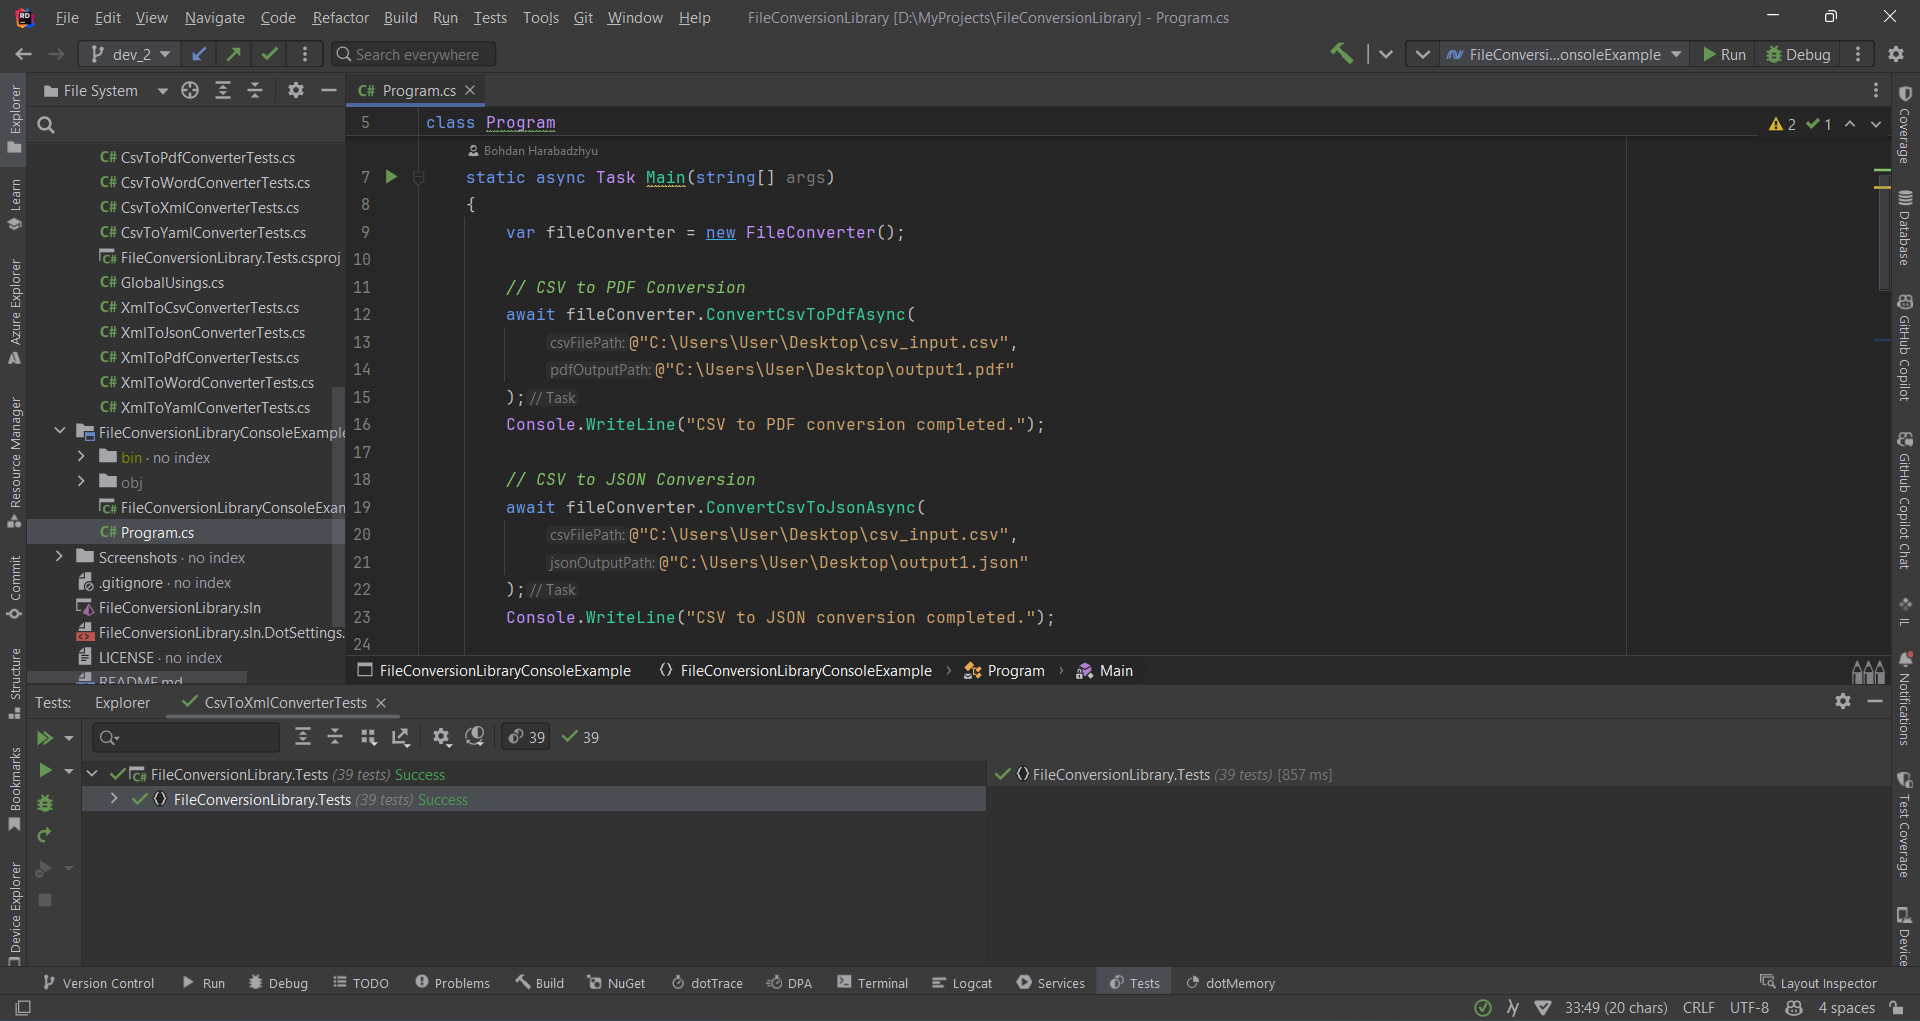 File Edit View Navigate Code Refactor Build Run Tests Tools Git Window Help FileConversionLibrary [D:\MyProjects\FileConversionLibrary] - Program.cs
dev_2 Search everywhere FileConversi...onsoleExample Run Debug
File System Program.cs
5 class Program 2 1
Bohdan Harabadzhyu
7 static async Task Main(string[] args)
8 {
9 var fileConverter = new FileConverter();
10
11 // CSV to PDF Conversion
12 await fileConverter.ConvertCsvToPdfAsync(
13 csvFilePath: @"C:\Users\User\Desktop\csv_input.csv",
14 pdfOutputPath: @"C:\Users\User\Desktop\output1.pdf"
15 ); // Task
16 Console.WriteLine("CSV to PDF conversion completed.");
17
18 // CSV to JSON Conversion
19 await fileConverter.ConvertCsvToJsonAsync(
20 csvFilePath: @"C:\Users\User\Desktop\csv_input.csv",
21 jsonOutputPath: @"C:\Users\User\Desktop\output1.json"
22 ); // Task
23 Console.WriteLine("CSV to JSON conversion completed.");
24
C# CsvToPdfConverterTests.cs
C# CsvToWordConverterTests.cs
C# CsvToXmlConverterTests.cs
C# CsvToYamlConverterTests.cs
C# FileConversionLibrary.Tests.csproj
C# GlobalUsings.cs
C# XmlToCsvConverterTests.cs
C# XmlToJsonConverterTests.cs
C# XmlToPdfConverterTests.cs
C# XmlToWordConverterTests.cs
C# XmlToYamlConverterTests.cs
FileConversionLibraryConsoleExample
bin · no index
obj
C# FileConversionLibraryConsoleExam
C# Program.cs
Screenshots · no index
.gitignore · no index
FileConversionLibrary.sln
FileConversionLibrary.sln.DotSettings.
LICENSE · no index
README.md
FileConversionLibraryConsoleExample FileConversionLibraryConsoleExample Program Main
Tests: Explorer CsvToXmlConverterTests
39 39
FileConversionLibrary.Tests (39 tests) Success
FileConversionLibrary.Tests (39 tests) Success
FileConversionLibrary.Tests (39 tests) [857 ms]
Explorer
Learn
Azure Explorer
Resource Manager
Commit
Structure
Bookmarks
Device Explorer
Coverage
Database
GitHub Copilot
GitHub Copilot Chat
IL
Notifications
Test Coverage
Device
Version Control Run Debug TODO Problems Build NuGet dotTrace DPA Terminal Logcat Services Tests dotMemory Layout Inspector
33:49 (20 chars) CRLF UTF-8 4 spaces